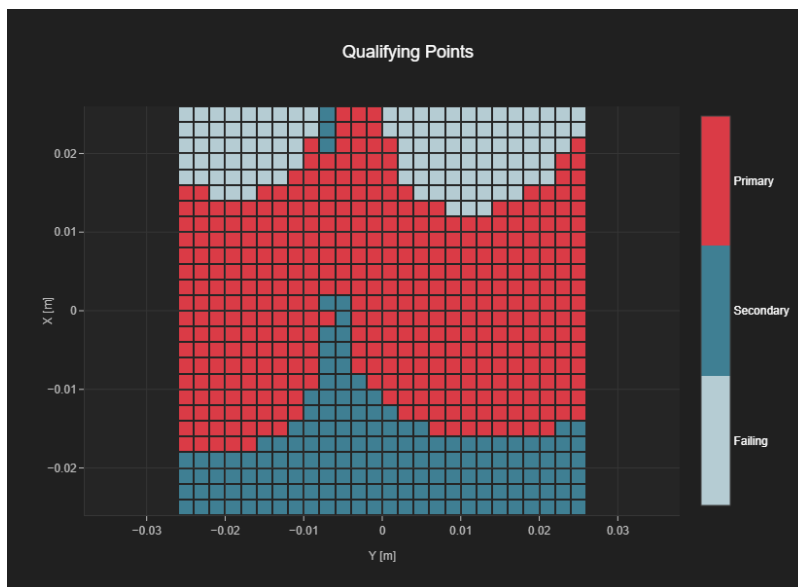 Qualifying Points
0.02
0.01
0
−0.01
−0.02
X [m]
−0.03
−0.02
−0.01
0
0.01
0.02
0.03
Y [m]
Primary
Secondary
Failing